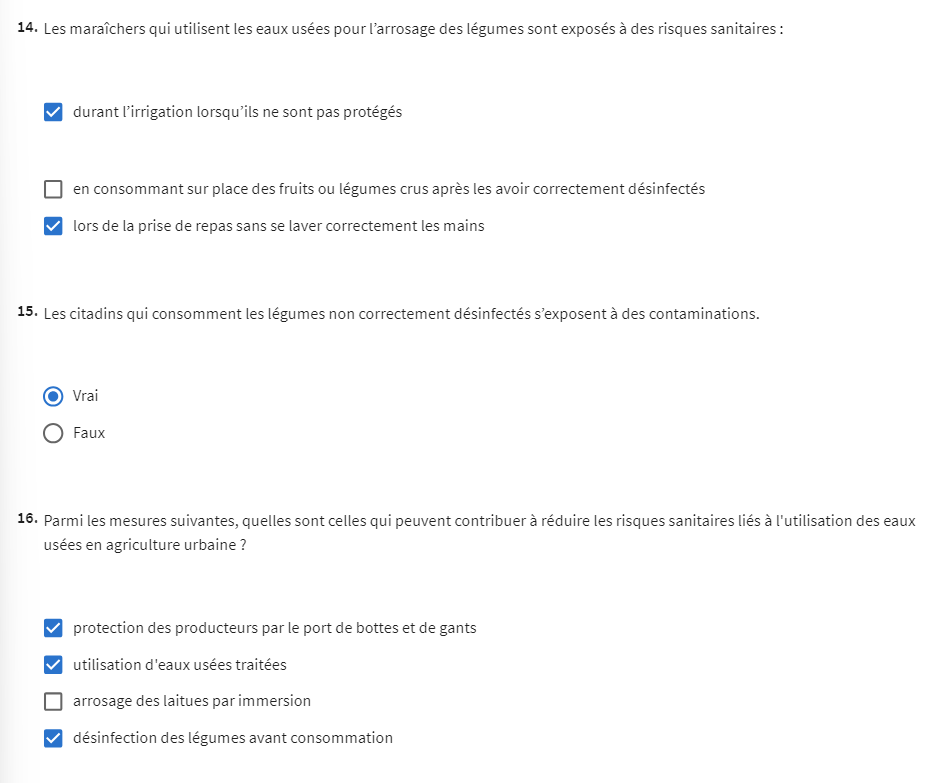 14. Les maraîchers qui utilisent les eaux usées pour l’arrosage des légumes sont exposés à des risques sanitaires :
durant l’irrigation lorsqu’ils ne sont pas protégés
en consommant sur place des fruits ou légumes crus après les avoir correctement désinfectés
lors de la prise de repas sans se laver correctement les mains
15. Les citadins qui consomment les légumes non correctement désinfectés s’exposent à des contaminations.
Vrai
Faux
16. Parmi les mesures suivantes, quelles sont celles qui peuvent contribuer à réduire les risques sanitaires liés à l'utilisation des eaux
usées en agriculture urbaine ?
protection des producteurs par le port de bottes et de gants
utilisation d'eaux usées traitées
arrosage des laitues par immersion
désinfection des légumes avant consommation